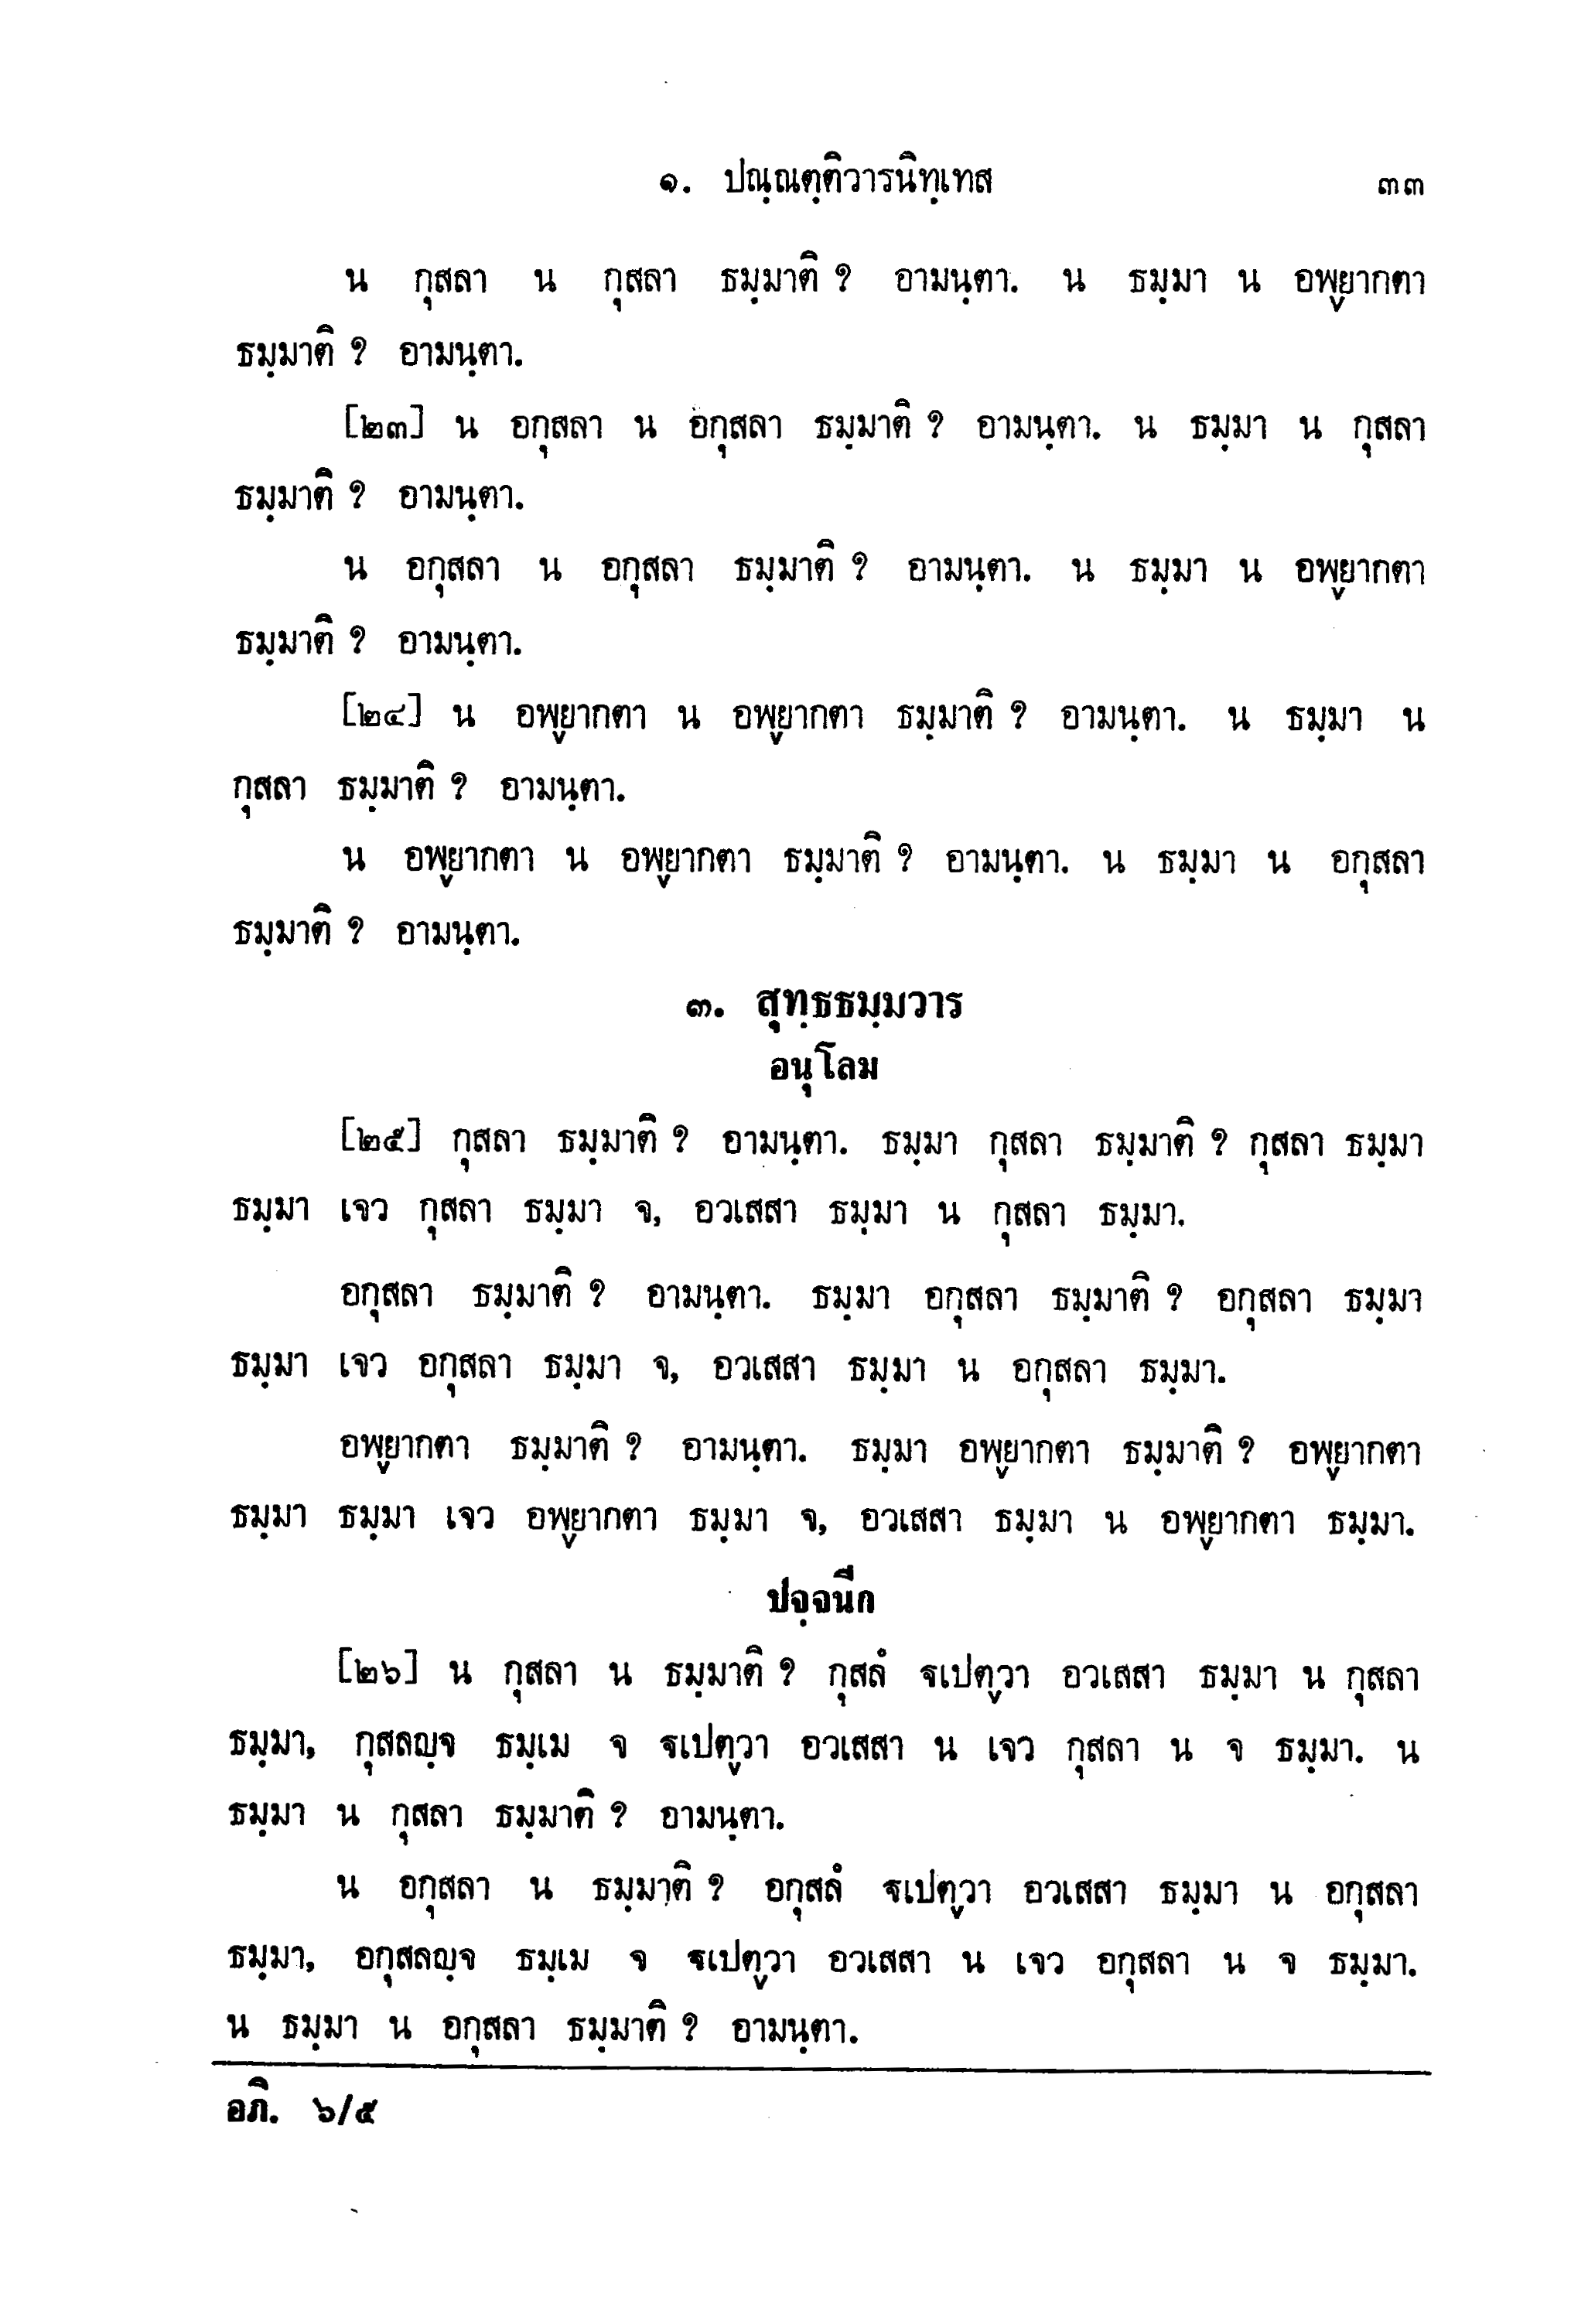 ๑. ปณฺณตฺติวารนิทฺเทส ๓๓
น กุสลา น กุสลา ธมฺมาติ ? อามนฺตา. น ธมฺมา น อพฺยากตา
ธมฺมาติ ? อามนฺตา.
[๒๓] น อกุสลา น อกุสลา ธมฺมาติ ? อามนฺตา. น ธมฺมา น กุสลา
ธมฺมาติ ? อามนฺตา.
น อกุสลา น อกุสลา ธมฺมาติ ? อามนฺตา. น ธมฺมา น อพฺยากตา
ธมฺมาติ ? อามนฺตา.
[๒๔] น อพฺยากตา น อพฺยากตา ธมฺมาติ ? อามนฺตา. น ธมฺมา น
กุสลา ธมฺมาติ ? อามนฺตา.
น อพฺยากตา น อพฺยากตา ธมฺมาติ ? อามนฺตา. น ธมฺมา น อกุสลา
ธมฺมาติ ? อามนฺตา.
๓. สุทฺธธมฺมวาร
อนุโลม
[๒๕] กุสลา ธมฺมาติ ? อามนฺตา. ธมฺมา กุสลา ธมฺมาติ ? กุสลา ธมฺมา
ธมฺมา เจว กุสลา ธมฺมา จ, อวเสสา ธมฺมา น กุสลา ธมฺมา.
อกุสลา ธมฺมาติ ? อามนฺตา. ธมฺมา อกุสลา ธมฺมาติ ? อกุสลา ธมฺมา
ธมฺมา เจว อกุสลา ธมฺมา จ, อวเสสา ธมฺมา น อกุสลา ธมฺมา.
อพฺยากตา ธมฺมาติ ? อามนฺตา. ธมฺมา อพฺยากตา ธมฺมาติ ? อพฺยากตา
ธมฺมา ธมฺมา เจว อพฺยากตา ธมฺมา จ, อวเสสา ธมฺมา น อพฺยากตา ธมฺมา.
ปจฺจนีก
[๒๖] น กุสลา น ธมฺมาติ ? กุสลํ ฐเปตฺวา อวเสสา ธมฺมา น กุสลา
ธมฺมา, กุสลญฺจ ธมฺเม จ ฐเปตฺวา อวเสสา น เจว กุสลา น จ ธมฺมา. น
ธมฺมา น กุสลา ธมฺมาติ ? อามนฺตา.
น อกุสลา น ธมฺมาติ ? อกุสลํ ฐเปตฺวา อวเสสา ธมฺมา น อกุสลา
ธมฺมา, อกุสลญฺจ ธมฺเม จ ฐเปตฺวา อวเสสา น เจว อกุสลา น จ ธมฺมา.
น ธมฺมา น อกุสลา ธมฺมาติ ? อามนฺตา.
อภิ. ๖/๕